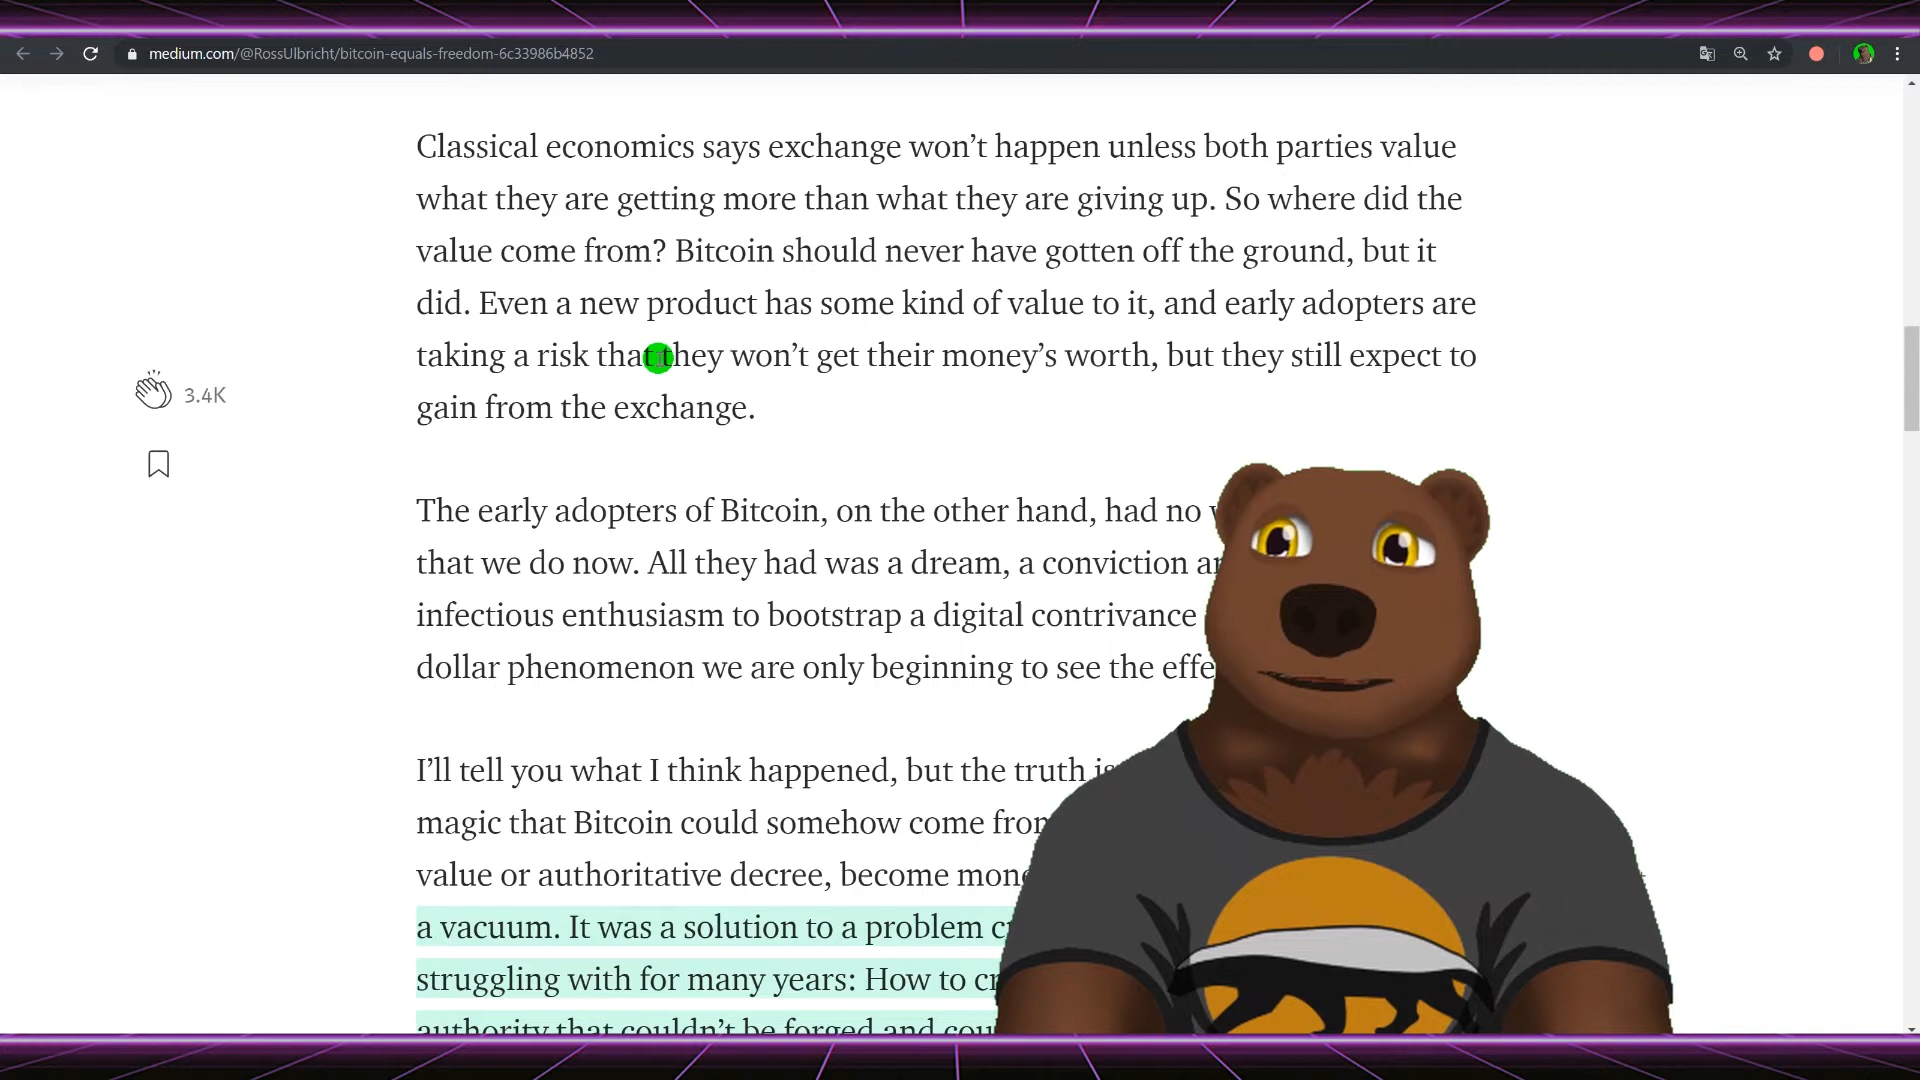 medium.com/@RossUlbricht/bitcoin-equals-freedom-6c33986b4852
Classical economics says exchange won’t happen unless both parties value
what they are getting more than what they are giving up. So where did the
value come from? Bitcoin should never have gotten off the ground, but it
did. Even a new product has some kind of value to it, and early adopters are
taking a risk that they won’t get their money’s worth, but they still expect to
gain from the exchange.
3.4K
The early adopters of Bitcoin, on the other hand, had no
that we do now. All they had was a dream, a conviction
infectious enthusiasm to bootstrap a digital contrivance
dollar phenomenon we are only beginning to see the
I’ll tell you what I think happened, but the truth
magic that Bitcoin could somehow come
value or authoritative decree, become
a vacuum. It was a solution to a problem
struggling with for many years: How to
authority that couldn’t be forged and